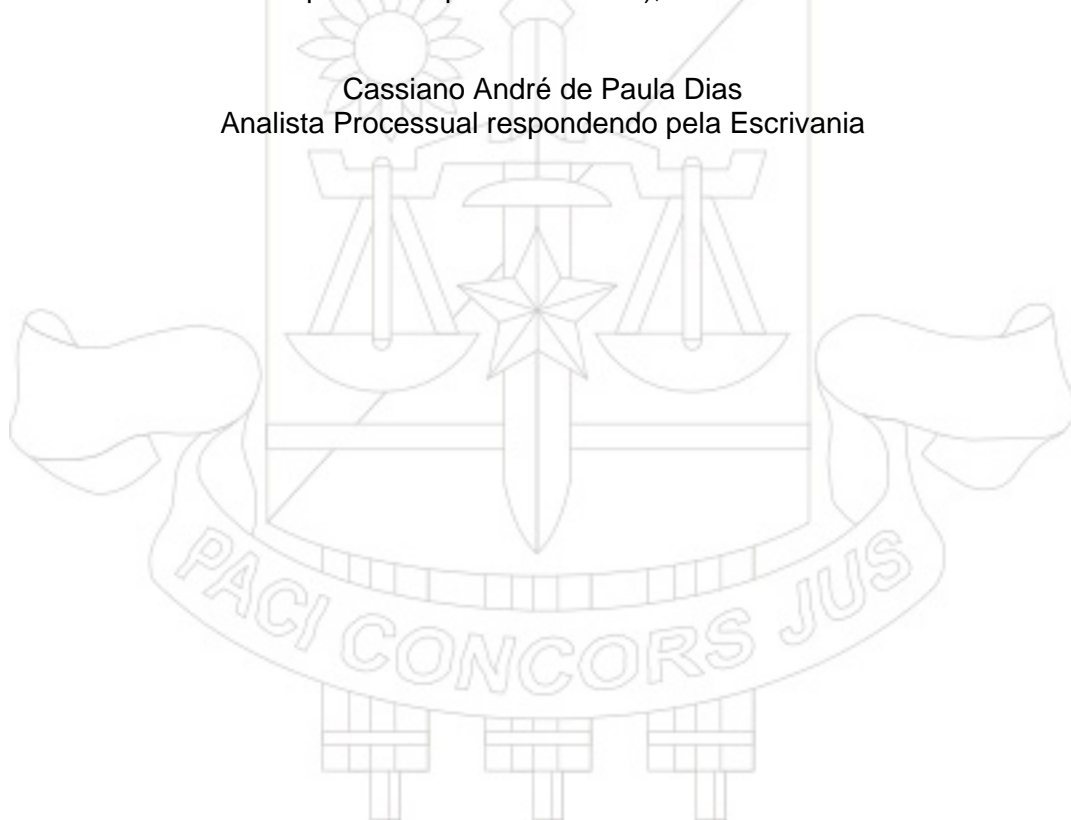 Cassiano André de Paula Dias
Analista Processual respondendo pela Escrivania
PACI CONCORS JUS